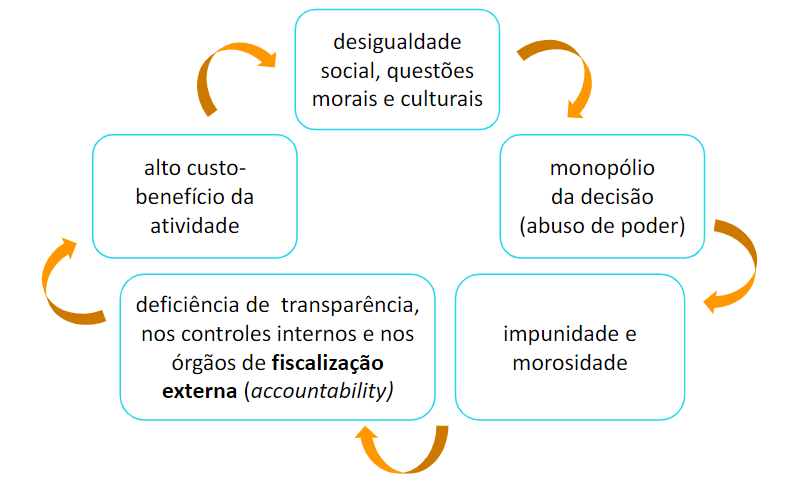 desigualdade
social, questões
morais e culturais
monopólio
da decisão
(abuso de poder)
impunidade e
morosidade
deficiência de transparência,
nos controles internos e nos
órgãos de fiscalização
externa (accountability)
alto custo-
benefício da
atividade